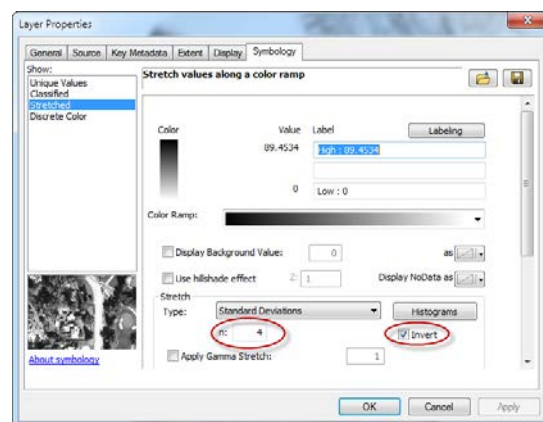 Layer Properties
General Source Key Metadata Extent Display Symbology
Show:
Unique Values
Classified
Stretched
Discrete Color
About symbology
Stretch values along a color ramp
Color Value Label Labeling
89.4534 High : 89.4534
0 Low : 0
Color Ramp:
Display Background Value: 0 as
Use hillshade effect Z: 1 Display NoData as
Stretch
Type: Standard Deviations Histograms
n: 4 Invert
Apply Gamma Stretch: 1
OK Cancel Apply